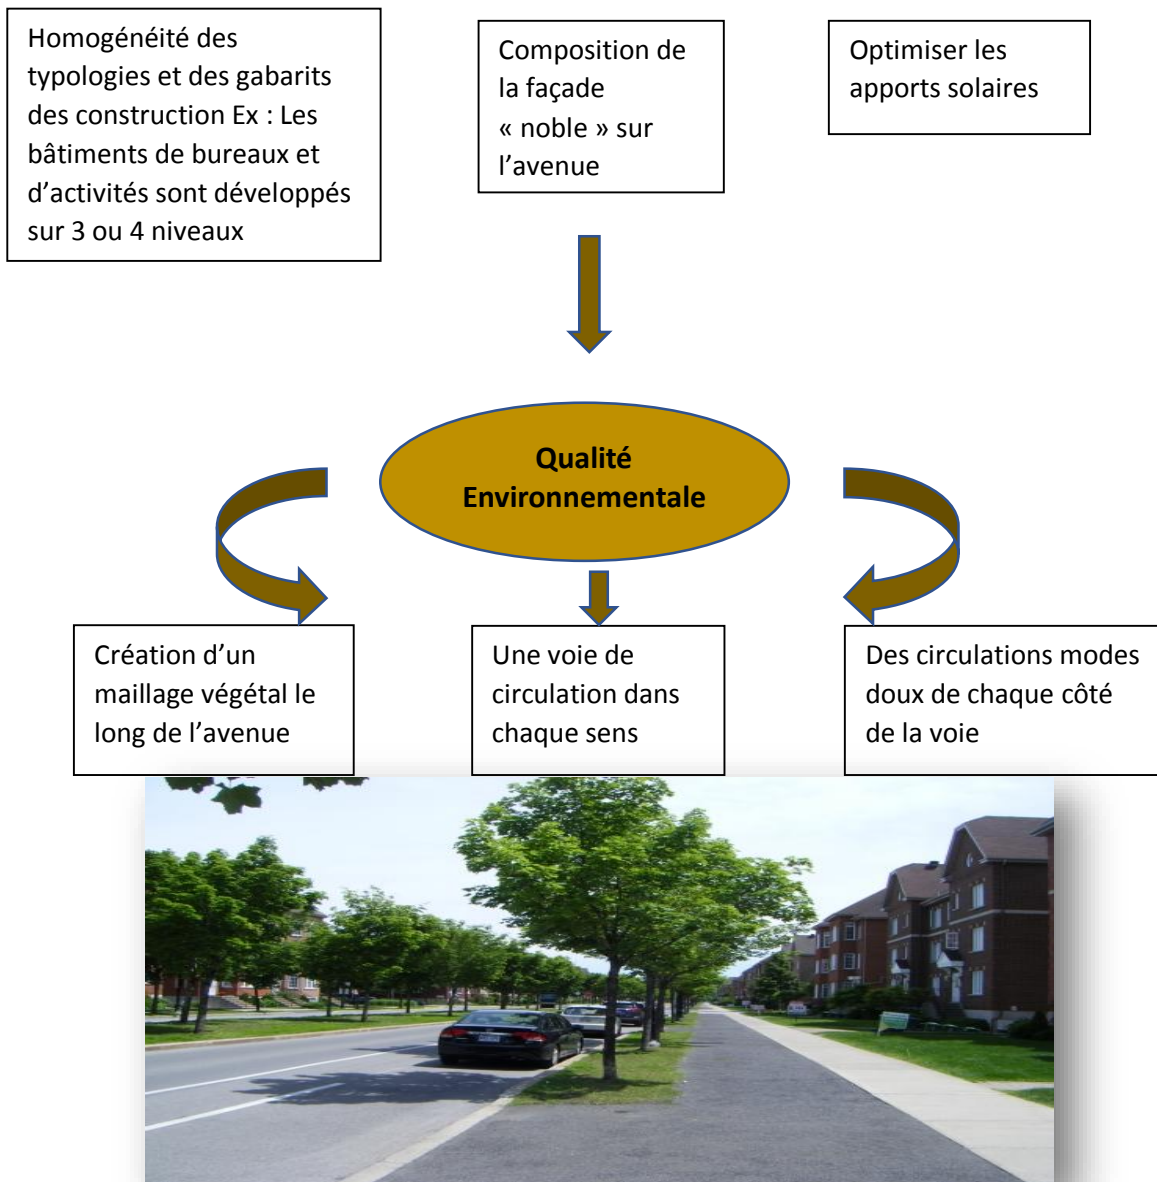 Homogénéité des
typologies et des gabarits
des construction Ex : Les
bâtiments de bureaux et
d’activités sont développés
sur 3 ou 4 niveaux
Composition de
la façade
« noble » sur
l’avenue
Optimiser les
apports solaires
Qualité
Environnementale
Création d’un
maillage végétal le
long de l’avenue
Une voie de
circulation dans
chaque sens
Des circulations modes
doux de chaque côté
de la voie